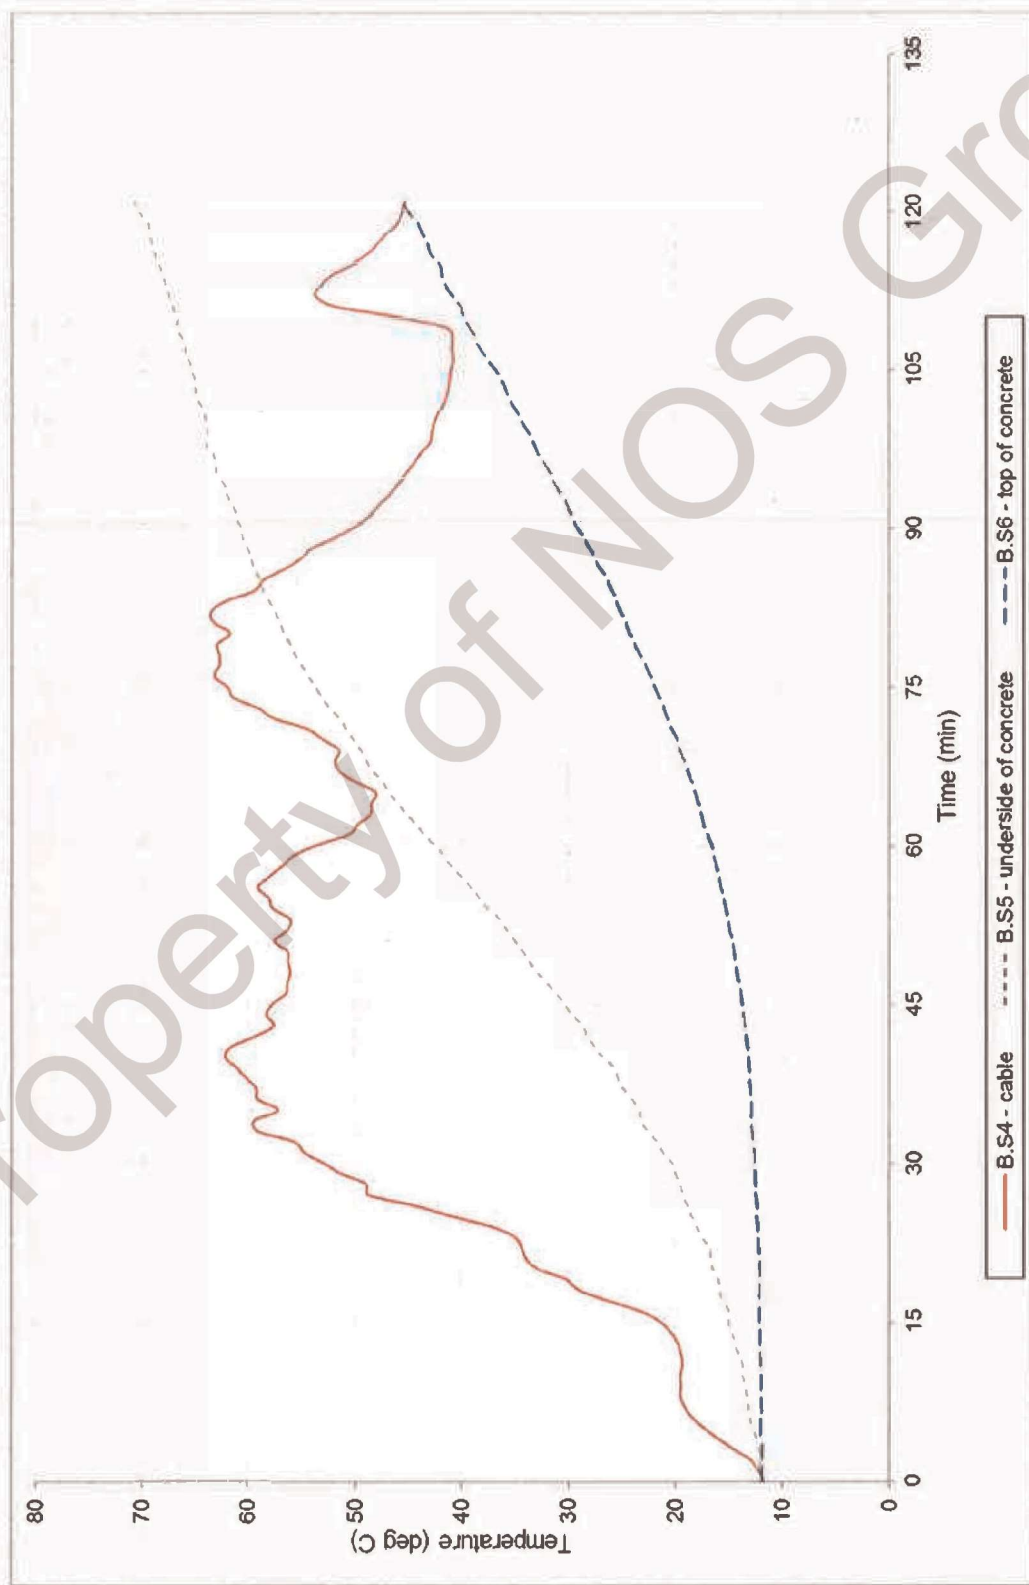 80
70
60
50
40
30
20
10
0
Temperature (deg C)
0 15 30 45 60 75 90 105 120 135
Time (min)
B.S4 - cable B.S5 - underside of concrete B.S6 - top of concrete
Property of NOS Gro